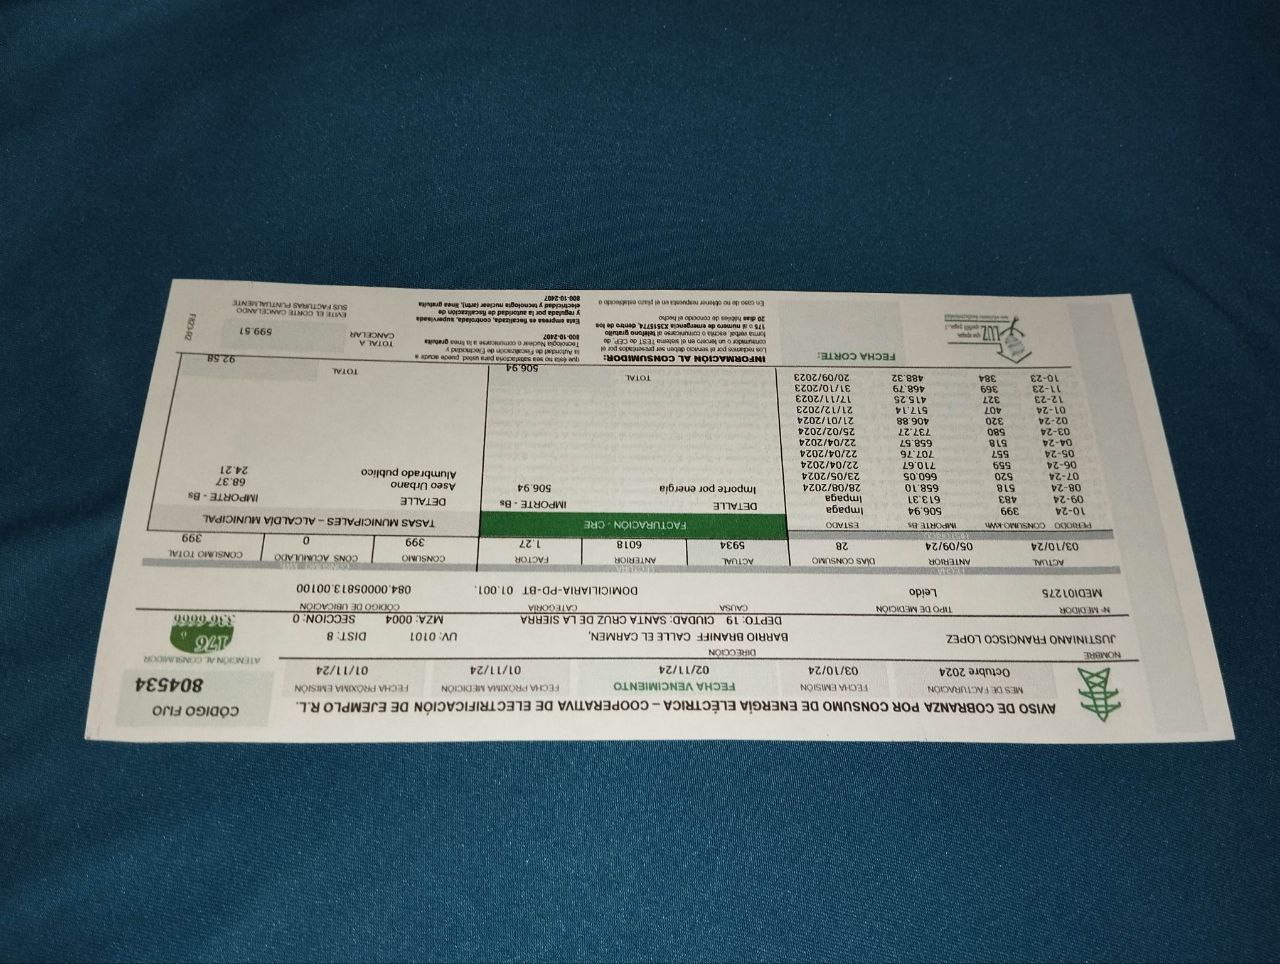 AVISO DE COBRANZA POR CONSUMO DE ENERGÍA ELÉCTRICA – COOPERATIVA DE ELECTRIFICACIÓN DE EJEMPLO R.L.
CÓDIGO FIJO
804534
MES DE FACTURACIÓN FECHA EMISIÓN FECHA VENCIMIENTO FECHA PRÓXIMA MEDICIÓN FECHA PRÓXIMA EMISIÓN
Octubre 2024 03/10/24 02/11/24 01/11/24 01/11/24
ATENCIÓN AL CONSUMIDOR
176
336 6666
NOMBRE DIRECCIÓN
JUSTINIANO FRANCISCO LOPEZ BARRIO BRANIFF CALLE EL CARMEN, UV: 0101 DIST: 8
DEPTO: 19 CIUDAD: SANTA CRUZ DE LA SIERRA MZA: 0004 SECCION: 0
Nº MEDIDOR TIPO DE MEDICIÓN CAUSA CATEGORÍA CÓDIGO DE UBICACIÓN
MEDI01275 Leído DOMICILIARIA-PD-BT 01.001. 084.00005813.00100
FECHA LECTURA
ACTUAL ANTERIOR DÍAS CONSUMO ACTUAL ANTERIOR FACTOR CONSUMO CONS ACUMULADO CONSUMO TOTAL
03/10/24 05/09/24 28 5934 6018 1.27 399 0 399
PERIODO CONSUMO-KWH IMPORTE-Bs ESTADO
10-24 399 506.94 Impaga
09-24 483 613.31 Impaga
08-24 518 658.10 28/08/2024
07-24 520 660.05 23/05/2024
06-24 559 710.67 22/04/2024
05-24 557 707.76 22/04/2024
04-24 518 658.57 22/04/2024
03-24 580 737.27 25/02/2024
02-24 320 406.88 21/01/2024
01-24 407 517.14 21/12/2023
12-23 327 415.25 17/11/2023
11-23 369 468.79 31/10/2023
10-23 384 488.32 20/09/2023
FACTURACIÓN - CRE
DETALLE IMPORTE - Bs
Importe por energía 506.94
TOTAL 506.94
TASAS MUNICIPALES – ALCALDÍA MUNICIPAL
DETALLE IMPORTE - Bs
Aseo Urbano 68.37
Alumbrado publico 24.21
TOTAL 92.58
LUZ
FECHA CORTE:
INFORMACIÓN AL CONSUMIDOR:
Los reclamos por el servicio deben ser presentados por el
consumidor o un tercero en el sistema TEST de CEP, de
forma verbal, escrita o comunicarse al teléfono gratuito
176 o al número de emergencia X3515774, dentro de los
20 días hábiles de conocido el hecho
En caso de no obtener respuesta en el plazo establecido o
que ésta no sea satisfactoria para usted, puede acudir a
la autoridad de Fiscalización de Electricidad y
Tecnología Nuclear o comunicarse a la línea gratuita
800-10-2407
Esta empresa es fiscalizada, controlada, supervisada
y regulada por la autoridad de fiscalización de
electricidad y tecnología nuclear (artn), línea gratuita
800-10-2407
TOTAL A
CANCELAR 599.51
EVITE EL CORTE CANCELANDO
SUS FACTURAS PUNTUALMENTE